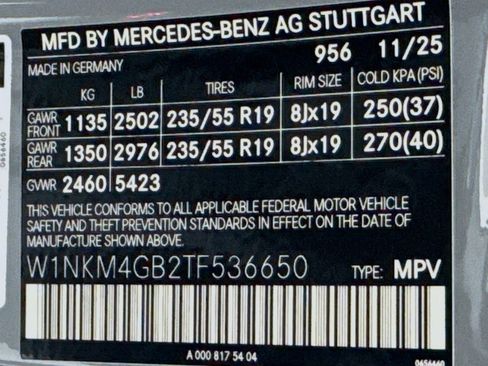 MFD BY MERCEDES-BENZ AG STUTTGART
MADE IN GERMANY 956 11/25
KG LB TIRES RIM SIZE COLD KPA(PSI)
GAWR FRONT 1135 2502 235/55 R19 8Jx19 250(37)
GAWR REAR 1350 2976 235/55 R19 8Jx19 270(40)
GVWR 2460 5423
THIS VEHICLE CONFORMS TO ALL APPLICABLE FEDERAL MOTOR VEHICLE
SAFETY AND THEFT PREVENTION STANDARDS IN EFFECT ON THE DATE
OF MANUFACTURE SHOWN ABOVE.
W1NKM4GB2TF536650 TYPE: MPV
A 000 817 54 04
0656460
0656460